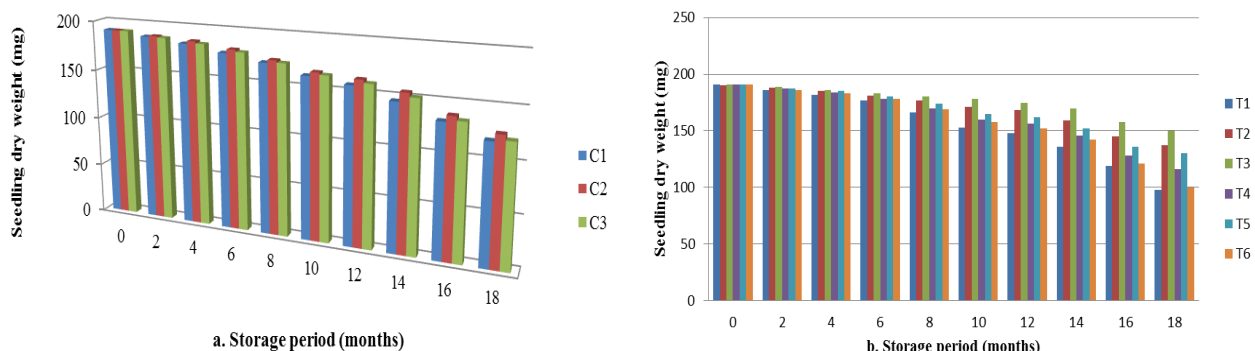 Seedling dry weight (mg)
200
150
100
50
0
0 2 4 6 8 10 12 14 16 18
C1
C2
C3
a. Storage period (months)
Seedling dry weight (mg)
250
200
150
100
50
0
0 2 4 6 8 10 12 14 16 18
T1
T2
T3
T4
T5
T6
b. Storage period (months)